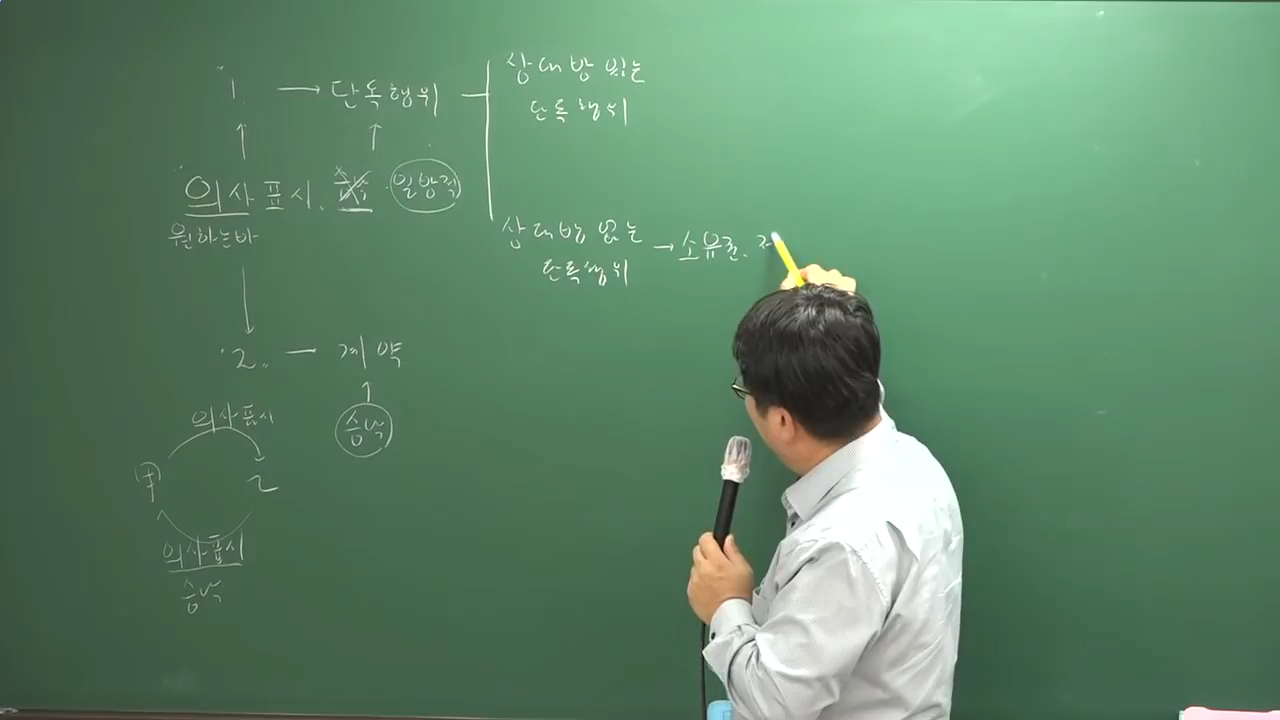 1. → 단독행위
상대방 있는
단독행위
의사표시. 일방적
원하는바
상대방 없는
단독행위
→ 소유권.
2. — 계약
승낙
의사표시
甲 乙
의사표시
승낙